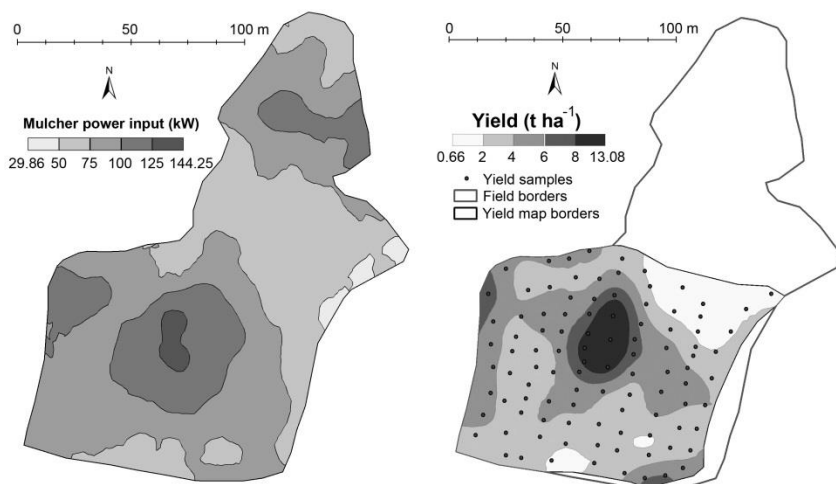 0 50 100 m
N
Mulcher power input (kW)
29.86 50 75 100 125 144.25
0 50 100 m
N
Yield (t ha⁻¹)
0.66 2 4 6 8 13.08
Yield samples
Field borders
Yield map borders